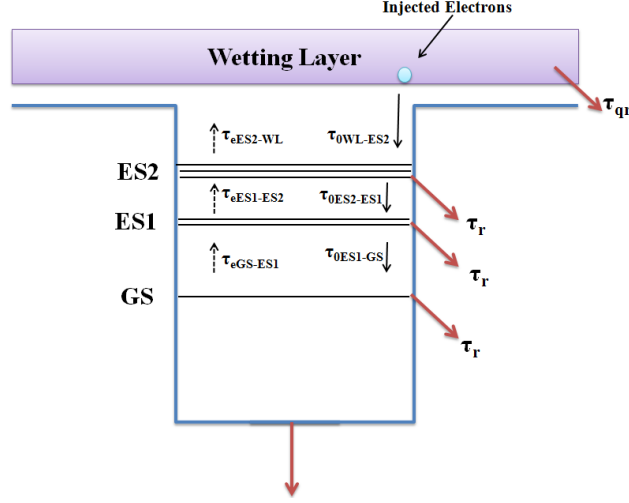 Injected Electrons
Wetting Layer
τqr
τeES2-WL
τ0WL-ES2
ES2
τeES1-ES2
τ0ES2-ES1
τr
ES1
τeGS-ES1
τ0ES1-GS
τr
GS
τr